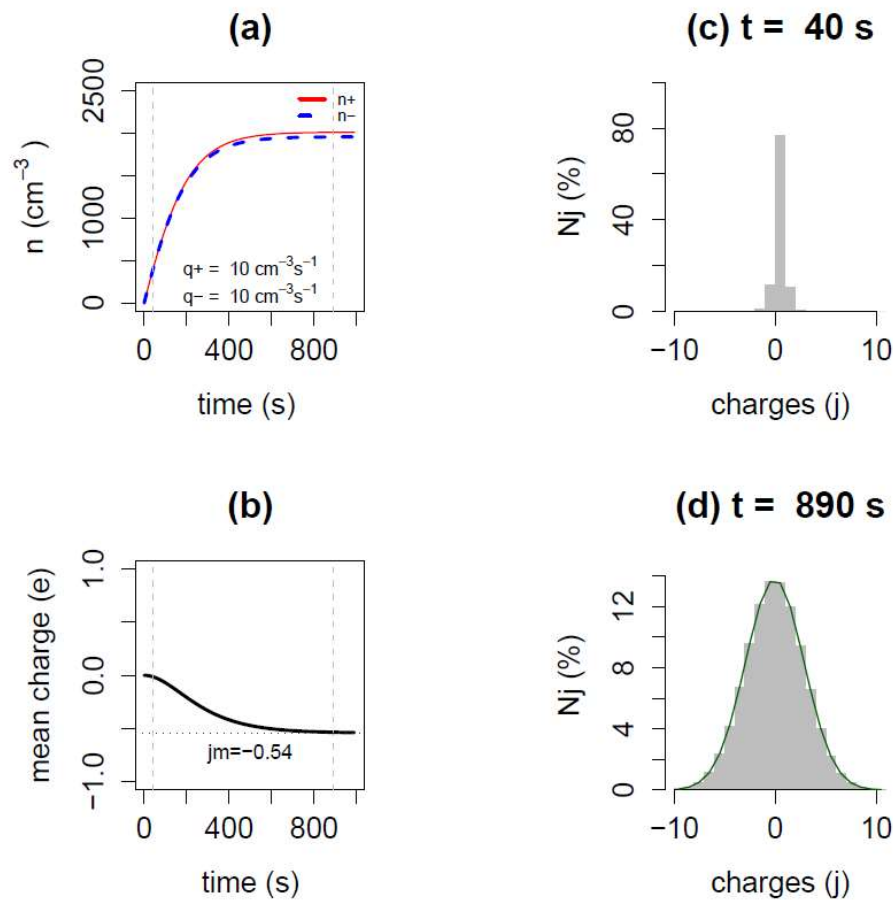 (a)
n (cm−3)
2500
1000
0
n+
n−
q+ = 10 cm−3s−1
q− = 10 cm−3s−1
0 400 800
time (s)
(c) t = 40 s
Nj (%)
80
40
0
−10 0 10
charges (j)
(b)
mean charge (e)
1.0
0.0
−1.0
jm=−0.54
0 400 800
time (s)
(d) t = 890 s
Nj (%)
12
8
4
0
−10 0 10
charges (j)